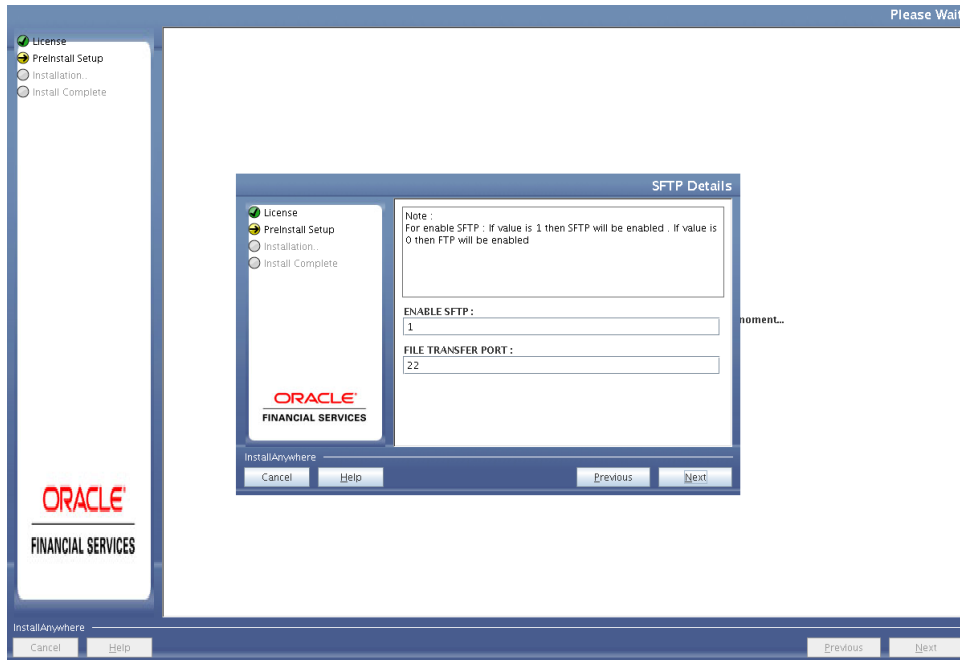 Please Wait
License
PreInstall Setup
Installation..
Install Complete
SFTP Details
License
PreInstall Setup
Installation..
Install Complete
Note :
For enable SFTP : If value is 1 then SFTP will be enabled . If value is
0 then FTP will be enabled
ENABLE SFTP :
1
FILE TRANSFER PORT :
22
moment...
ORACLE
FINANCIAL SERVICES
InstallAnywhere
Cancel
Help
Previous
Next
ORACLE
FINANCIAL SERVICES
InstallAnywhere
Cancel
Help
Previous
Next